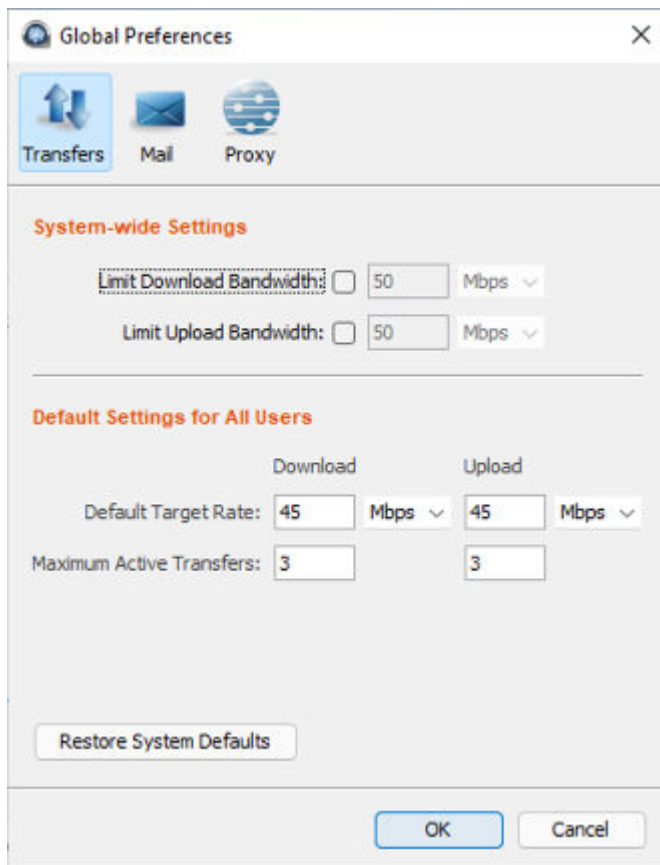 Global Preferences
Transfers Mail Proxy
System-wide Settings
Limit Download Bandwidth: 50 Mbps
Limit Upload Bandwidth: 50 Mbps
Default Settings for All Users
Download Upload
Default Target Rate: 45 Mbps 45 Mbps
Maximum Active Transfers: 3 3
Restore System Defaults
OK Cancel